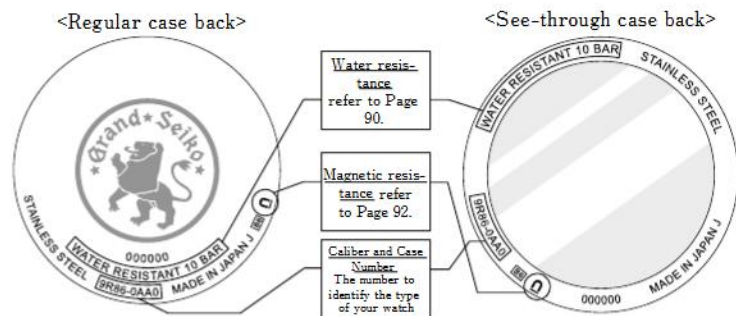 <Regular case back>
<See-through case back>
Water resis-
tance
refer to Page
90.
Magnetic resis-
tance refer
to Page 92.
Caliber and Case
Number
The number to
identify the type
of your watch
Grand Seiko
000000
WATER RESISTANT 10 BAR
STAINLESS STEEL
9R86-0AA0
MADE IN JAPAN J
WATER RESISTANT 10 BAR
STAINLESS STEEL
9R86-0AA0
000000
MADE IN JAPAN J